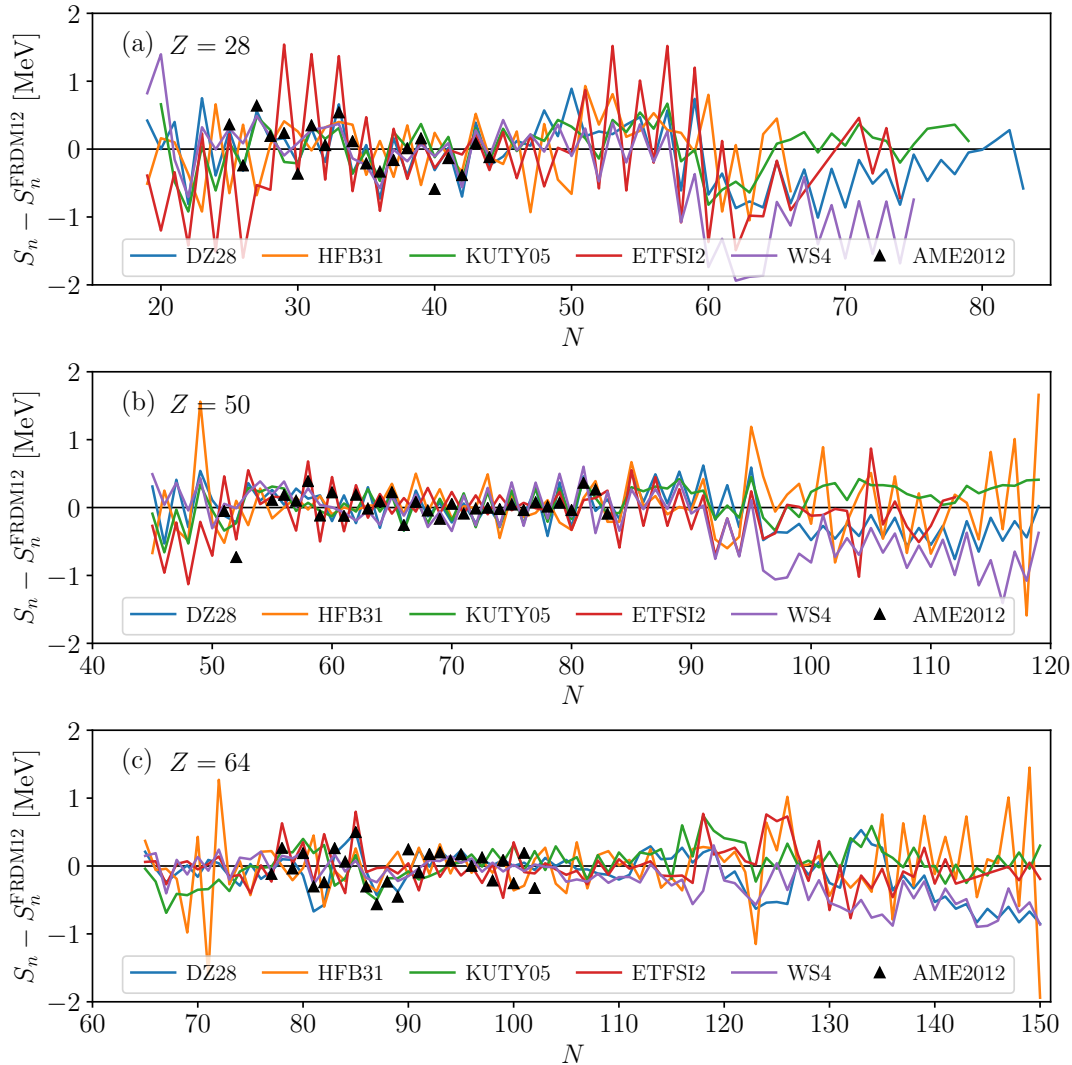 (a) Z = 28
S_n − S_n^FRDM12 [MeV]
2
1
0
−1
−2
DZ28 HFB31 KUTY05 ETFSI2 WS4 AME2012
20 30 40 50 60 70 80
N
(b) Z = 50
S_n − S_n^FRDM12 [MeV]
2
1
0
−1
−2
DZ28 HFB31 KUTY05 ETFSI2 WS4 AME2012
40 50 60 70 80 90 100 110 120
N
(c) Z = 64
S_n − S_n^FRDM12 [MeV]
2
1
0
−1
−2
DZ28 HFB31 KUTY05 ETFSI2 WS4 AME2012
60 70 80 90 100 110 120 130 140 150
N